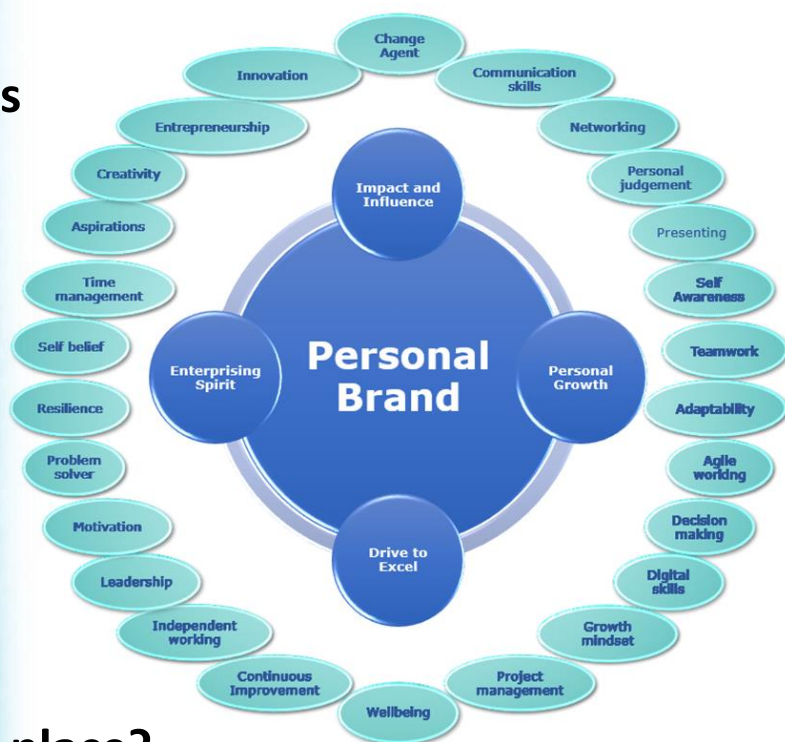 s
Change
Agent
Communication
skills
Networking
Personal
judgement
Presenting
Self
Awareness
Teamwork
Adaptability
Agile
working
Decision
making
Digital
skills
Growth
mindset
Project
management
Wellbeing
Continuous
Improvement
Independent
working
Leadership
Motivation
Problem
solver
Resilience
Self belief
Time
management
Aspirations
Creativity
Entrepreneurship
Innovation
Impact and
Influence
Personal
Growth
Drive to
Excel
Enterprising
Spirit
Personal
Brand
place?